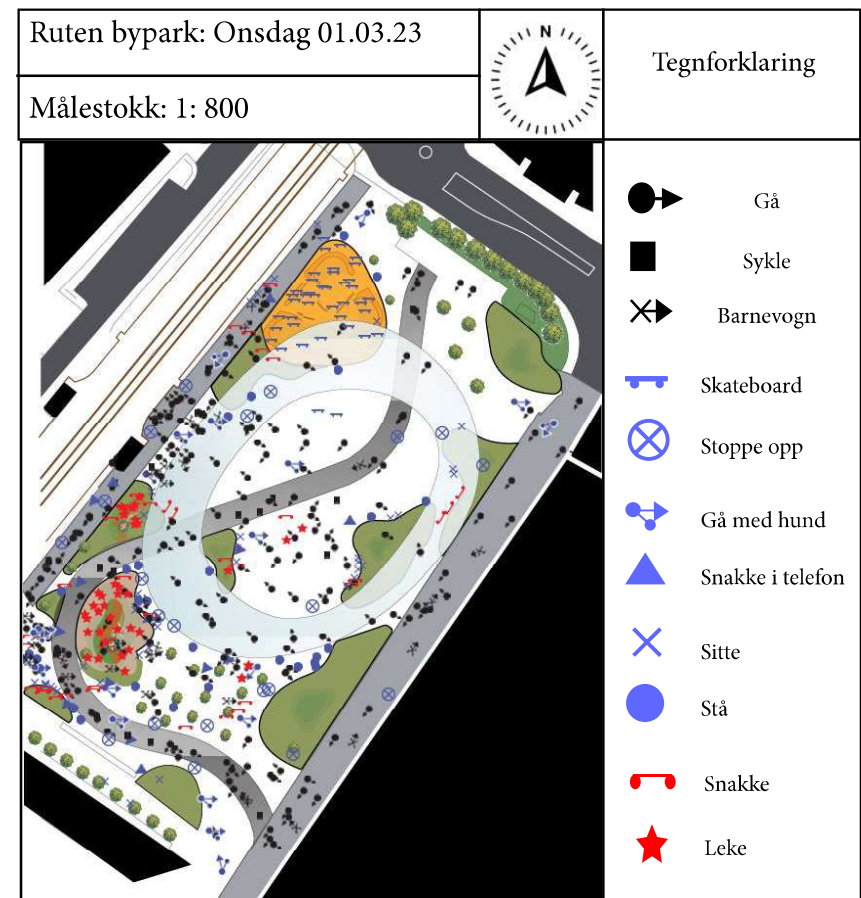 Ruten bypark: Onsdag 01.03.23
Målestokk: 1: 800
N
Tegnforklaring
Gå
Sykle
Barnevogn
Skateboard
Stoppe opp
Gå med hund
Snakke i telefon
Sitte
Stå
Snakke
Leke